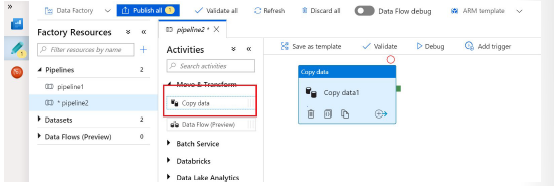 » Data Factory Publish all 1 Validate all Refresh Discard all Data Flow debug ARM template
Factory Resources
Filter resources by name
Pipelines 2
pipeline1
* pipeline2
Datasets 2
Data Flows (Preview) 0
pipeline2 * ×
Activities
Search activities
Move & Transform
Copy data
Data Flow (Preview)
Batch Service
Databricks
Data Lake Analytics
Save as template Validate Debug Add trigger
Copy data
Copy data1